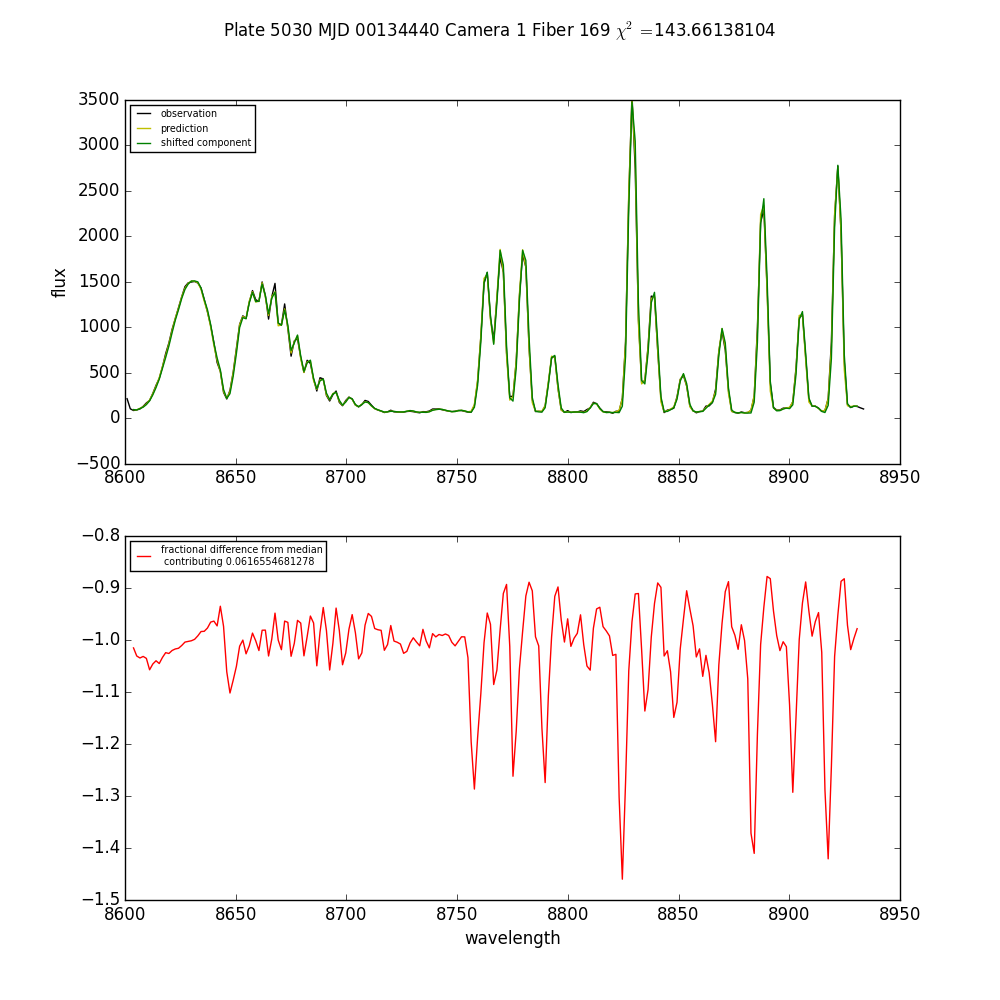 Plate 5030 MJD 00134440 Camera 1 Fiber 169 χ² =143.66138104
3500
3000
2500
2000
1500
1000
500
0
−500
flux
observation
prediction
shifted component
8600 8650 8700 8750 8800 8850 8900 8950
−0.8
−0.9
−1.0
−1.1
−1.2
−1.3
−1.4
−1.5
fractional difference from median
contributing 0.0616554681278
8600 8650 8700 8750 8800 8850 8900 8950
wavelength